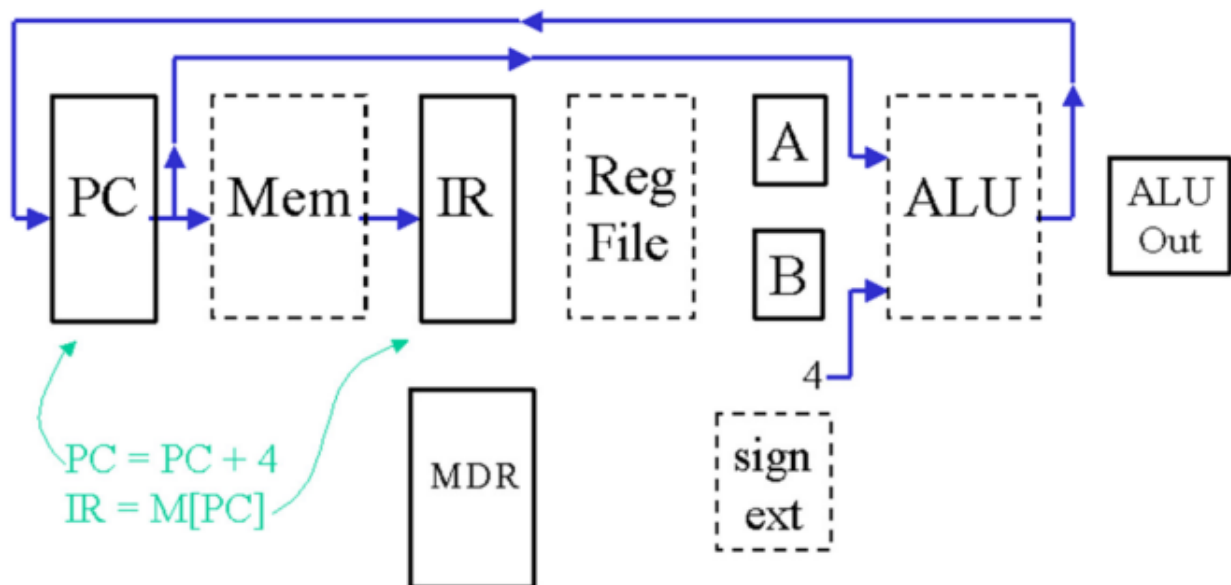 PC
Mem
IR
Reg
File
A
B
ALU
ALU
Out
4
PC = PC + 4
IR = M[PC]
MDR
sign
ext